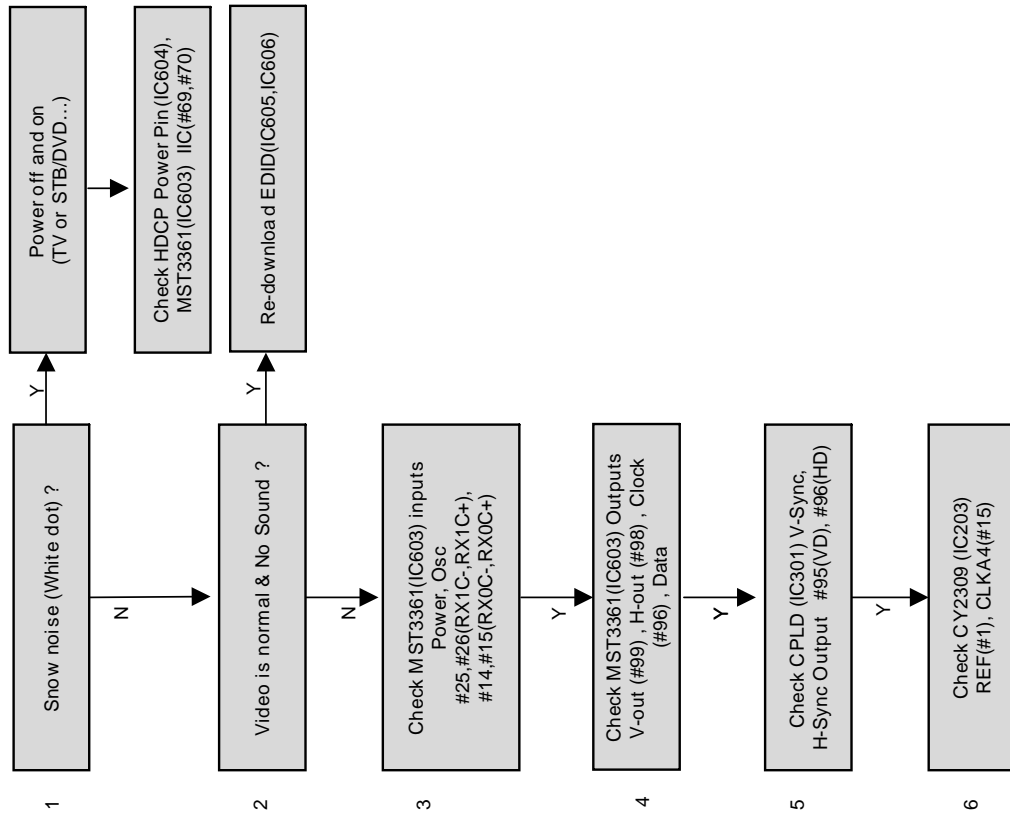 1
Snow noise (White dot) ?
Y
Power off and on
(TV or STB/DVD...)
Check HDCP Power Pin (IC604),
MST3361(IC603) IIC(#69,#70)
N
2
Video is normal & No Sound ?
Y
Re-download EDID(IC605,IC606)
N
3
Check MST3361(IC603) inputs
Power, Osc
#25,#26(RX1C-,RX1C+),
#14,#15(RX0C-,RX0C+)
Y
4
Check MST3361(IC603) Outputs
V-out (#99) , H-out (#98) , Clock
(#96) , Data
Y
5
Check CPLD (IC301) V-Sync,
H-Sync Output #95(VD), #96(HD)
Y
6
Check CY2309 (IC203)
REF(#1), CLKA4(#15)